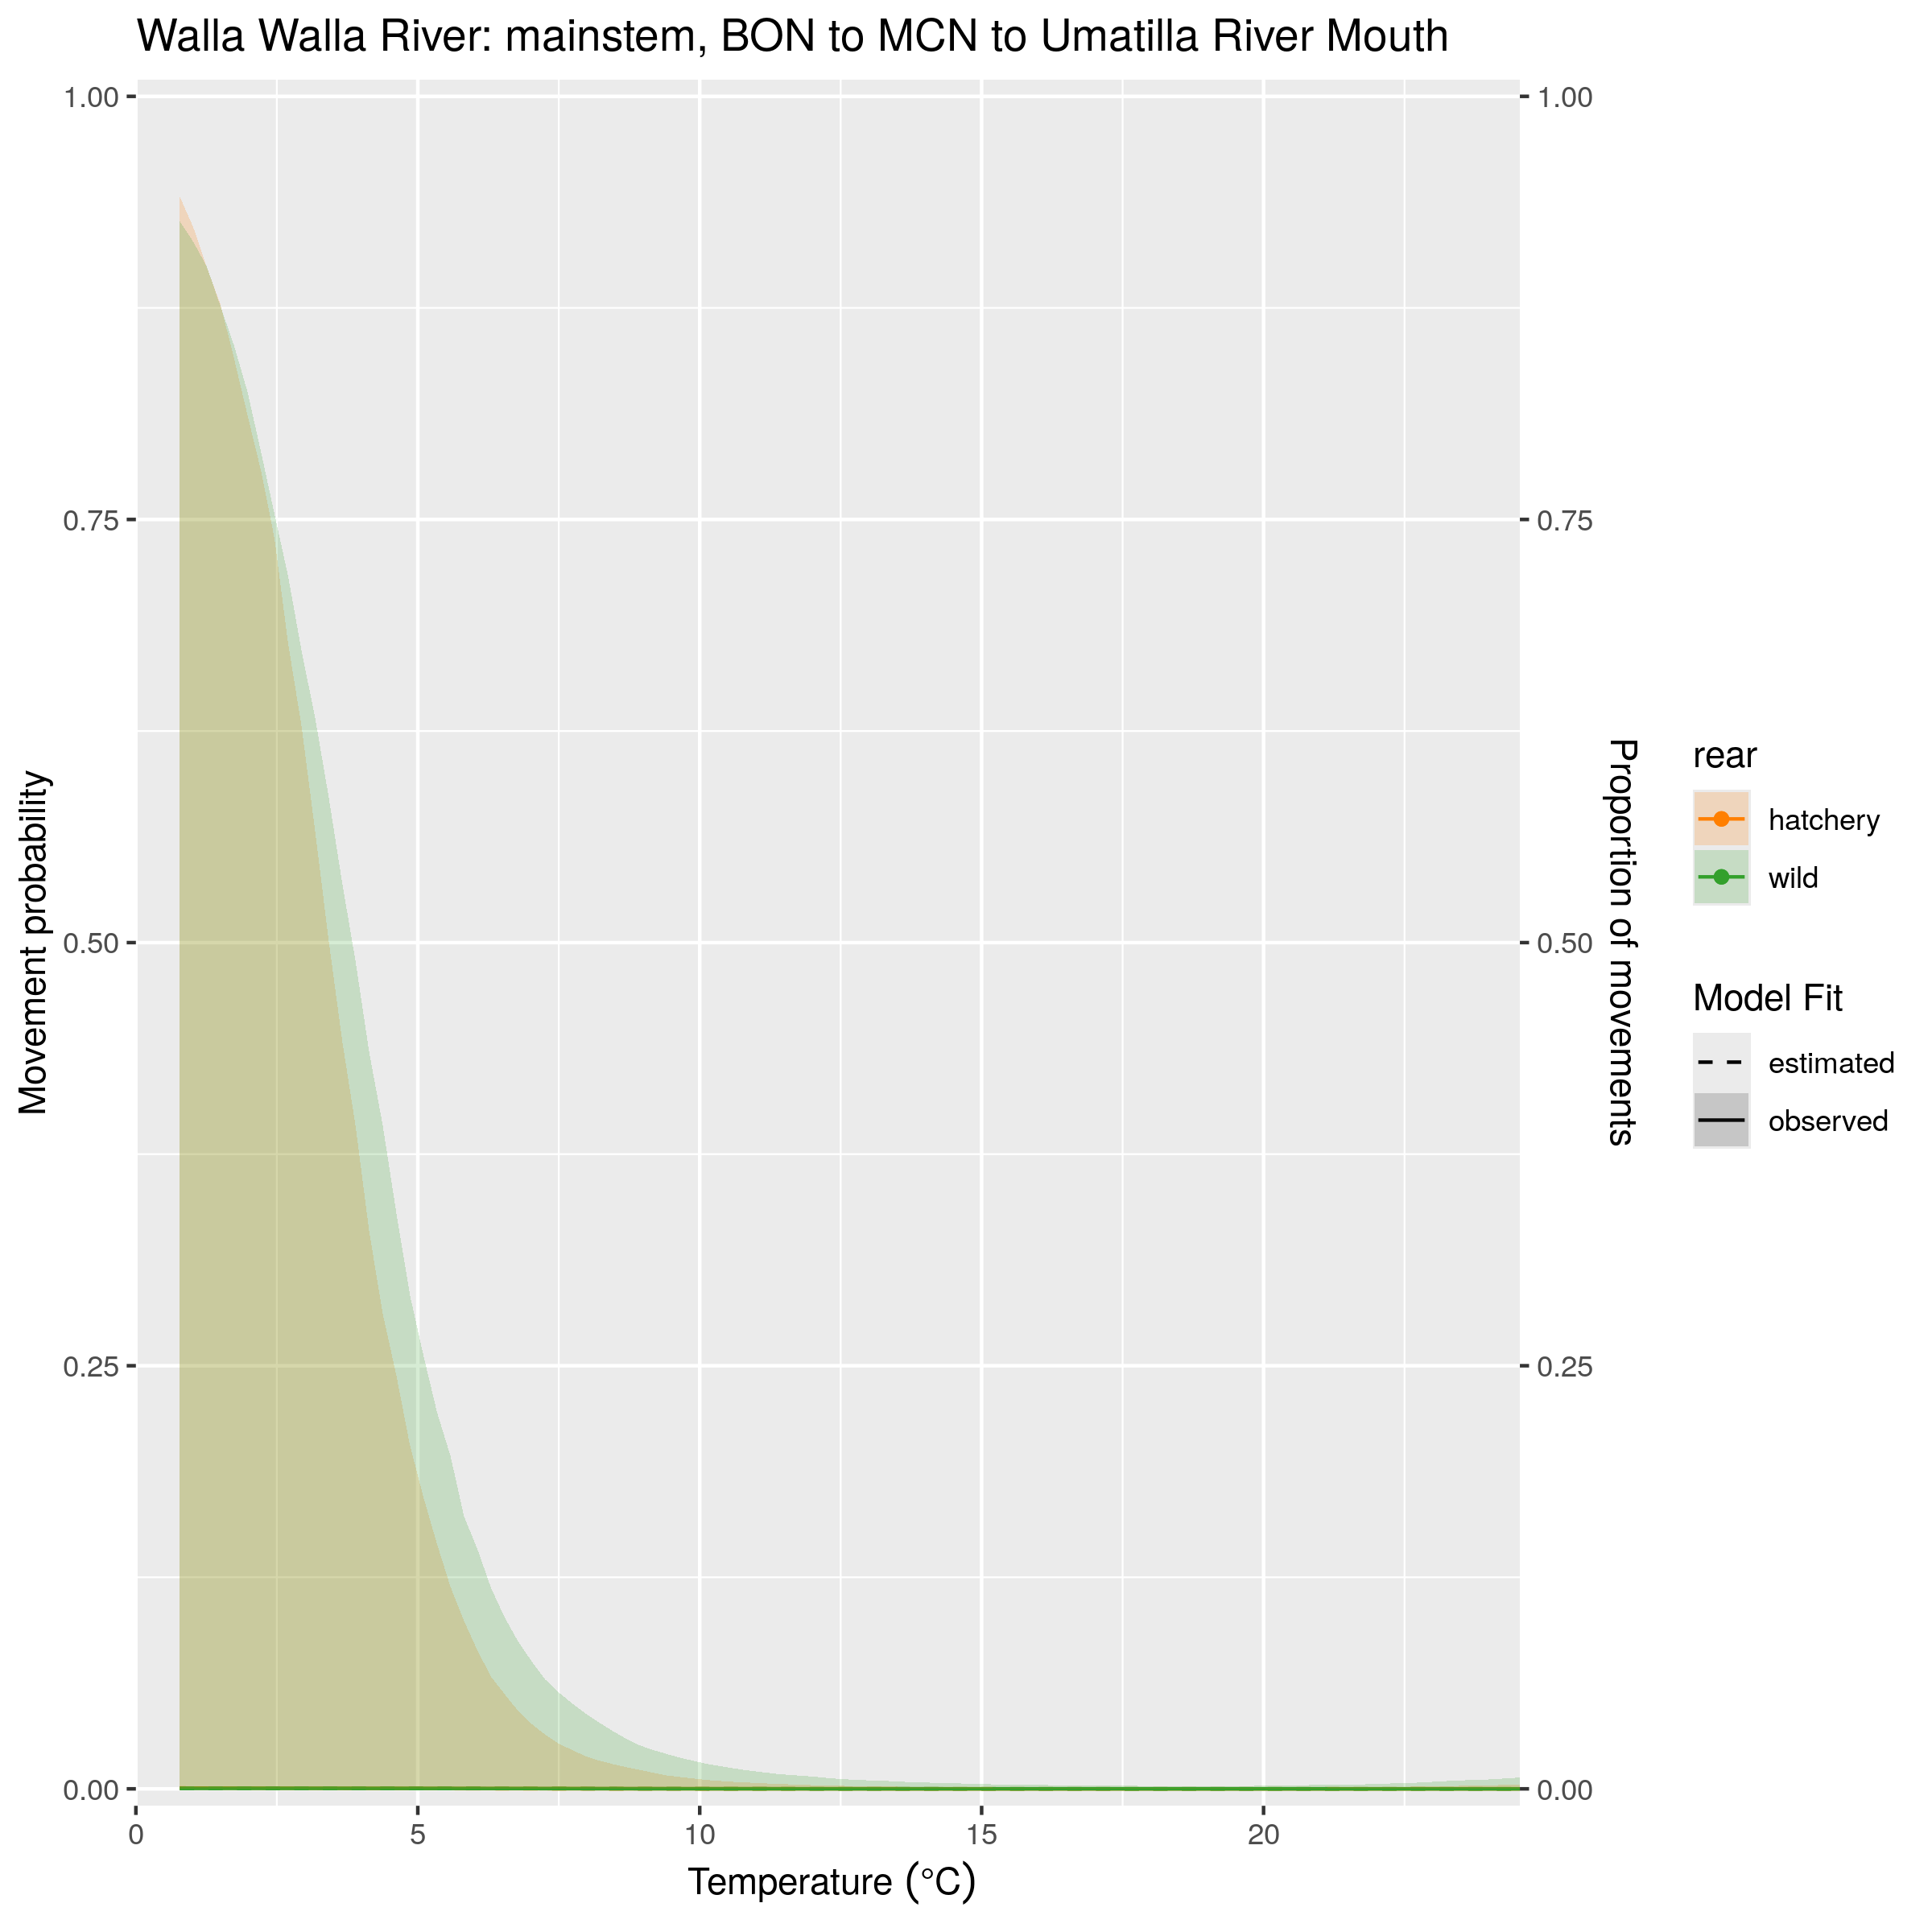 Walla Walla River: mainstem, BON to MCN to Umatilla River Mouth
1.00
0.75
0.50
0.25
0.00
Movement probability
1.00
0.75
0.50
0.25
0.00
Proportion of movements
0
5
10
15
20
Temperature (°C)
rear
hatchery
wild
Model Fit
estimated
observed